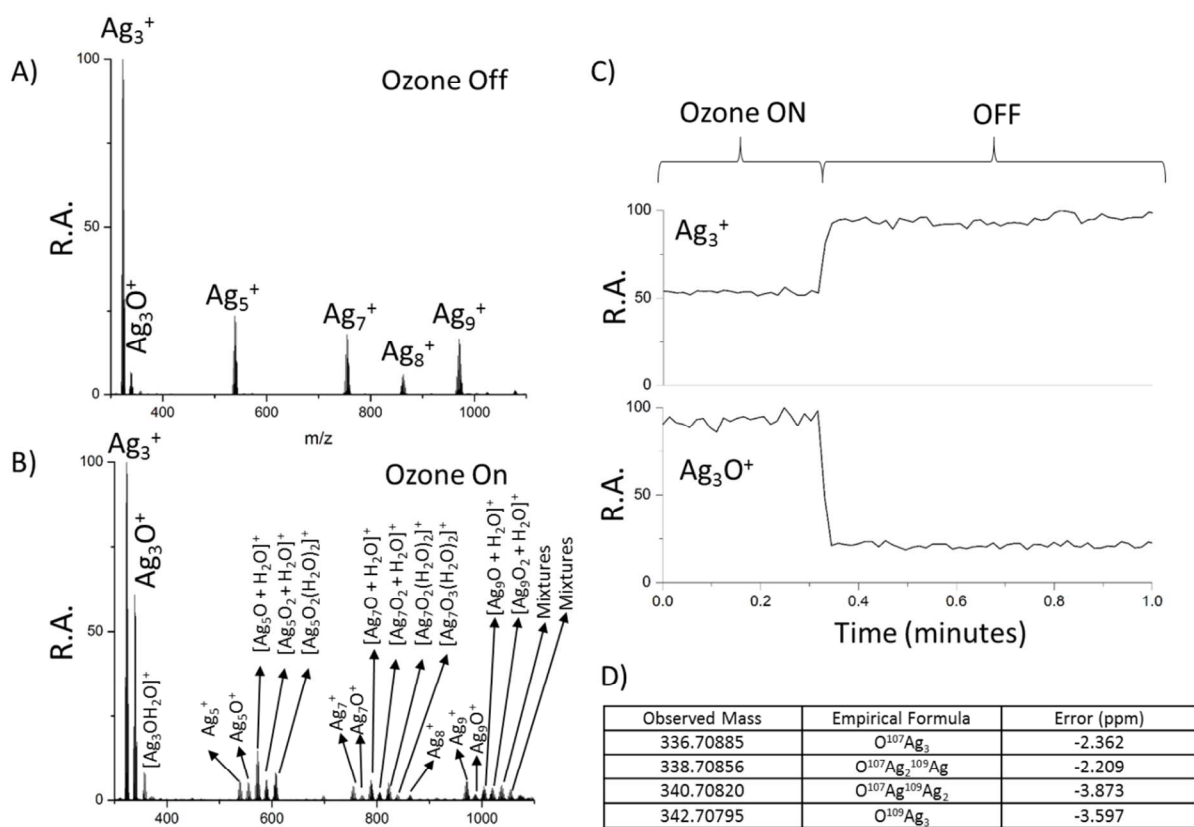 A)
Ag₃⁺
Ozone Off
100
50
0
R.A.
Ag₃O⁺
Ag₅⁺
Ag₇⁺
Ag₈⁺
Ag₉⁺
400
600
800
1000
m/z
B)
Ag₃⁺
Ozone On
100
50
0
R.A.
Ag₃O⁺
[Ag₃OH₂O]⁺
Ag₅⁺
Ag₅O⁺
[Ag₅O + H₂O]⁺
[Ag₅O₂ + H₂O]⁺
[Ag₅O₂(H₂O)₂]⁺
Ag₇⁺
Ag₇O⁺
[Ag₇O + H₂O]⁺
[Ag₇O₂ + H₂O]⁺
[Ag₇O₂(H₂O)₂]⁺
[Ag₇O₃(H₂O)₂]⁺
Ag₈⁺
Ag₉⁺
Ag₉O⁺
[Ag₉O + H₂O]⁺
[Ag₉O₂ + H₂O]⁺
Mixtures
Mixtures
400
600
800
1000
C)
Ozone ON
OFF
100
50
0
R.A.
Ag₃⁺
100
50
0
R.A.
Ag₃O⁺
0.0 0.2 0.4 0.6 0.8 1.0
Time (minutes)
D)
Observed Mass Empirical Formula Error (ppm)
336.70885 O¹⁰⁷Ag₃ -2.362
338.70856 O¹⁰⁷Ag₂¹⁰⁹Ag -2.209
340.70820 O¹⁰⁷Ag¹⁰⁹Ag₂ -3.873
342.70795 O¹⁰⁹Ag₃ -3.597